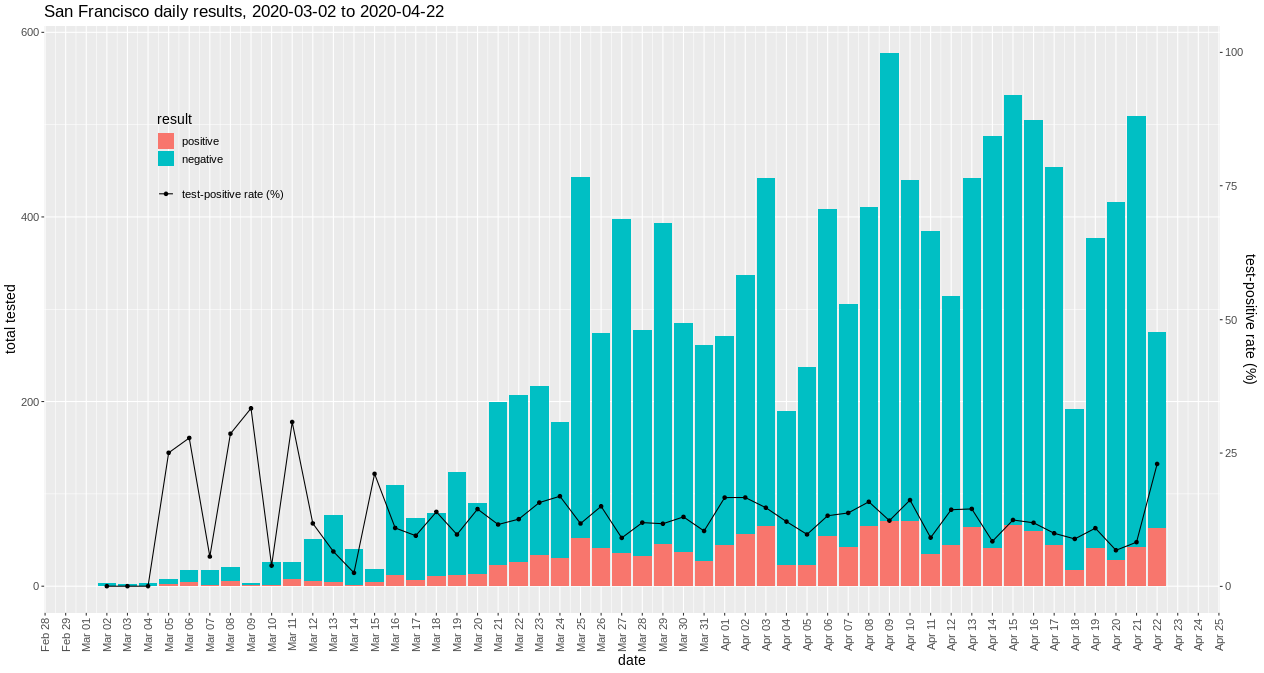 San Francisco daily results, 2020-03-02 to 2020-04-22
600
400
200
0
total tested
result
positive
negative
test-positive rate (%)
100
75
50
25
0
test-positive rate (%)
Feb 28
Feb 29
Mar 01
Mar 02
Mar 03
Mar 04
Mar 05
Mar 06
Mar 07
Mar 08
Mar 09
Mar 10
Mar 11
Mar 12
Mar 13
Mar 14
Mar 15
Mar 16
Mar 17
Mar 18
Mar 19
Mar 20
Mar 21
Mar 22
Mar 23
Mar 24
Mar 25
Mar 26
Mar 27
Mar 28
Mar 29
Mar 30
Mar 31
Apr 01
Apr 02
Apr 03
Apr 04
Apr 05
Apr 06
Apr 07
Apr 08
Apr 09
Apr 10
Apr 11
Apr 12
Apr 13
Apr 14
Apr 15
Apr 16
Apr 17
Apr 18
Apr 19
Apr 20
Apr 21
Apr 22
Apr 23
Apr 24
Apr 25
date